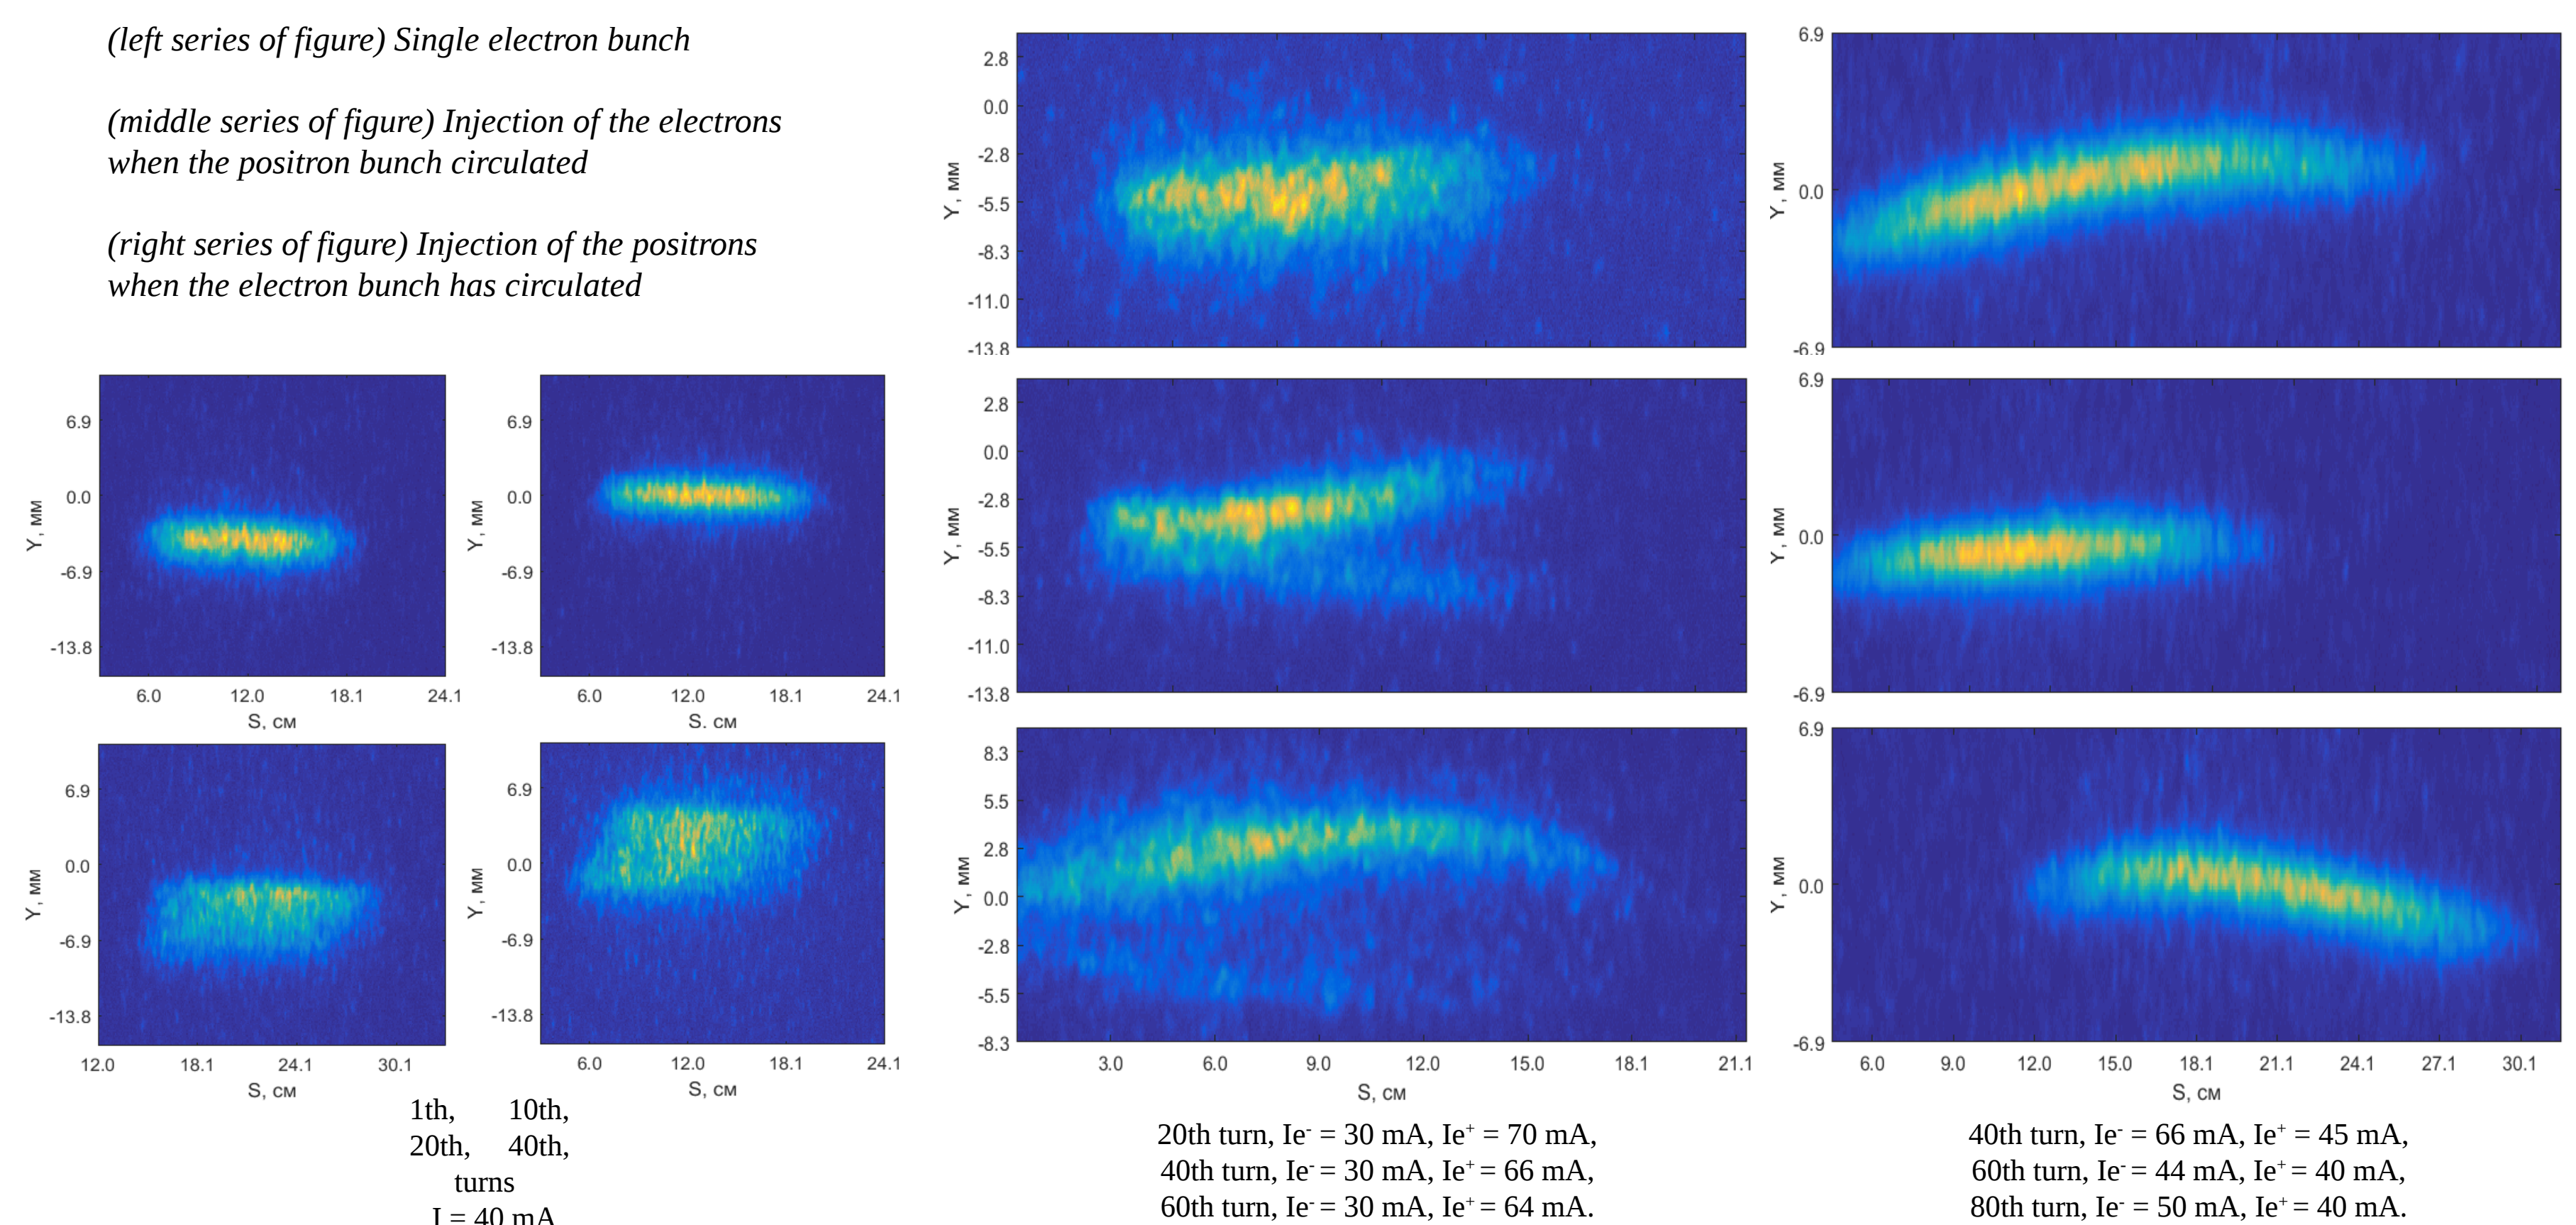 (left series of figure) Single electron bunch
(middle series of figure) Injection of the electrons
when the positron bunch circulated
(right series of figure) Injection of the positrons
when the electron bunch has circulated
6.9
0.0
-6.9
-13.8
Y, мм
6.0 12.0 18.1 24.1
S, см
6.9
0.0
-6.9
-13.8
Y, мм
6.0 12.0 18.1 24.1
S. см
6.9
0.0
-6.9
-13.8
Y, мм
12.0 18.1 24.1 30.1
S, см
6.9
0.0
-6.9
-13.8
Y, мм
6.0 12.0 18.1 24.1
S, см
1th, 10th,
20th, 40th,
turns
I = 40 mA
2.8
0.0
-2.8
-5.5
-8.3
-11.0
-13.8
Y, мм
2.8
0.0
-2.8
-5.5
-8.3
-11.0
-13.8
Y, мм
8.3
5.5
2.8
0.0
-2.8
-5.5
-8.3
Y, мм
3.0 6.0 9.0 12.0 15.0 18.1 21.1
S, см
20th turn, Ie⁻ = 30 mA, Ie⁺ = 70 mA,
40th turn, Ie⁻ = 30 mA, Ie⁺ = 66 mA,
60th turn, Ie⁻ = 30 mA, Ie⁺ = 64 mA.
6.9
0.0
-6.9
Y, мм
6.9
0.0
-6.9
Y, мм
6.9
0.0
-6.9
Y, мм
6.0 9.0 12.0 15.0 18.1 21.1 24.1 27.1 30.1
S, см
40th turn, Ie⁻ = 66 mA, Ie⁺ = 45 mA,
60th turn, Ie⁻ = 44 mA, Ie⁺ = 40 mA,
80th turn, Ie⁻ = 50 mA, Ie⁺ = 40 mA.